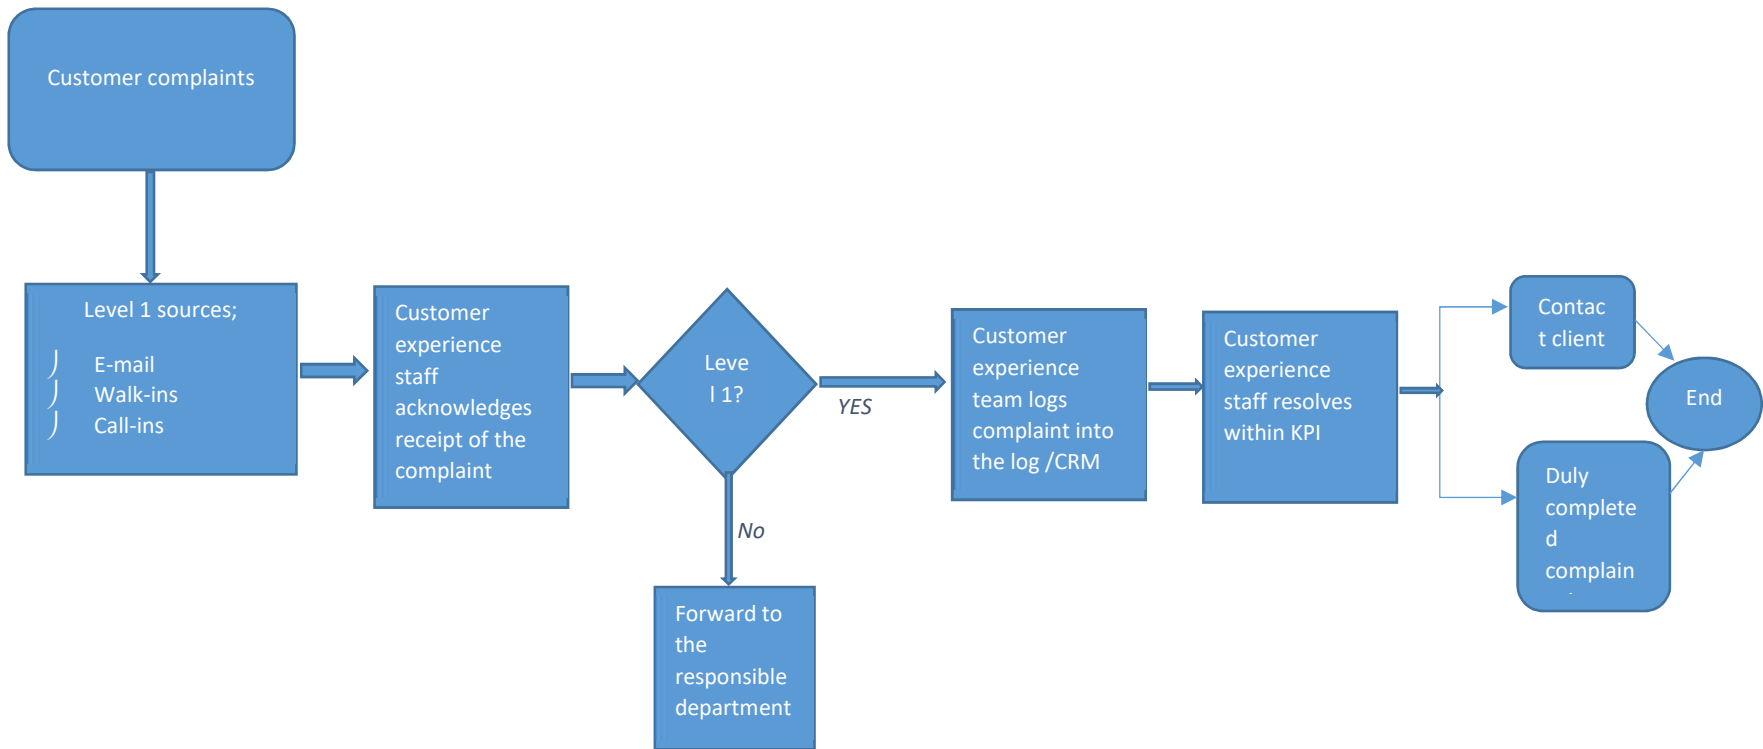 Customer complaints
Level 1 sources;
E-mail
Walk-ins
Call-ins
Customer
experience
staff
acknowledges
receipt of the
complaint
Leve
l 1?
YES
No
Forward to
the
responsible
department
Customer
experience
team logs
complaint into
the log /CRM
Customer
experience
staff resolves
within KPI
Contac
t client
Duly
complete
d
complain
End